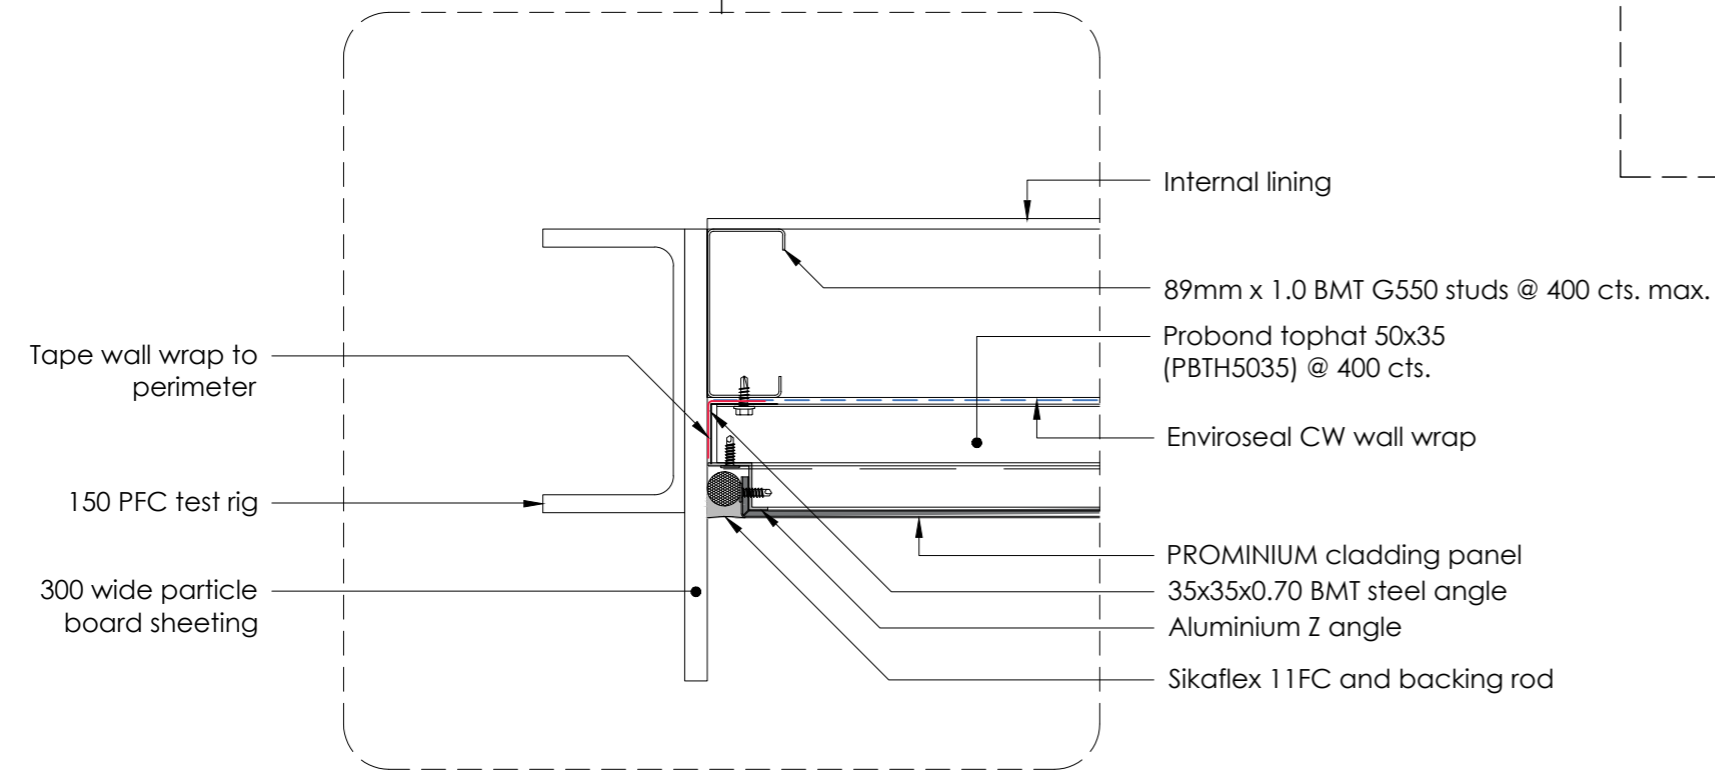 Internal lining
89mm x 1.0 BMT G550 studs @ 400 cts. max.
Probond tophat 50x35
(PBTH5035) @ 400 cts.
Tape wall wrap to
perimeter
Enviroseal CW wall wrap
150 PFC test rig
PROMINIUM cladding panel
300 wide particle
board sheeting
35x35x0.70 BMT steel angle
Aluminium Z angle
Sikaflex 11FC and backing rod